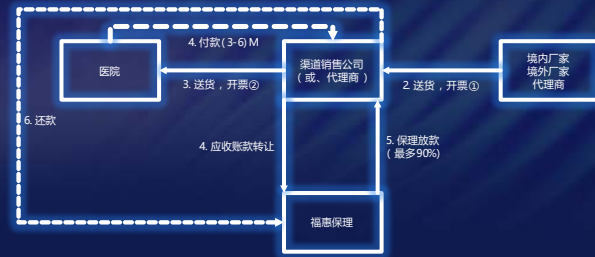 4. 付款(3-6) M
医院
渠道销售公司
(或、代理商)
境内厂家
境外厂家
代理商
3. 送货，开票②
2. 送货，开票①
6. 还款
4. 应收账款转让
5. 保理放款
(最多90%)
福惠保理